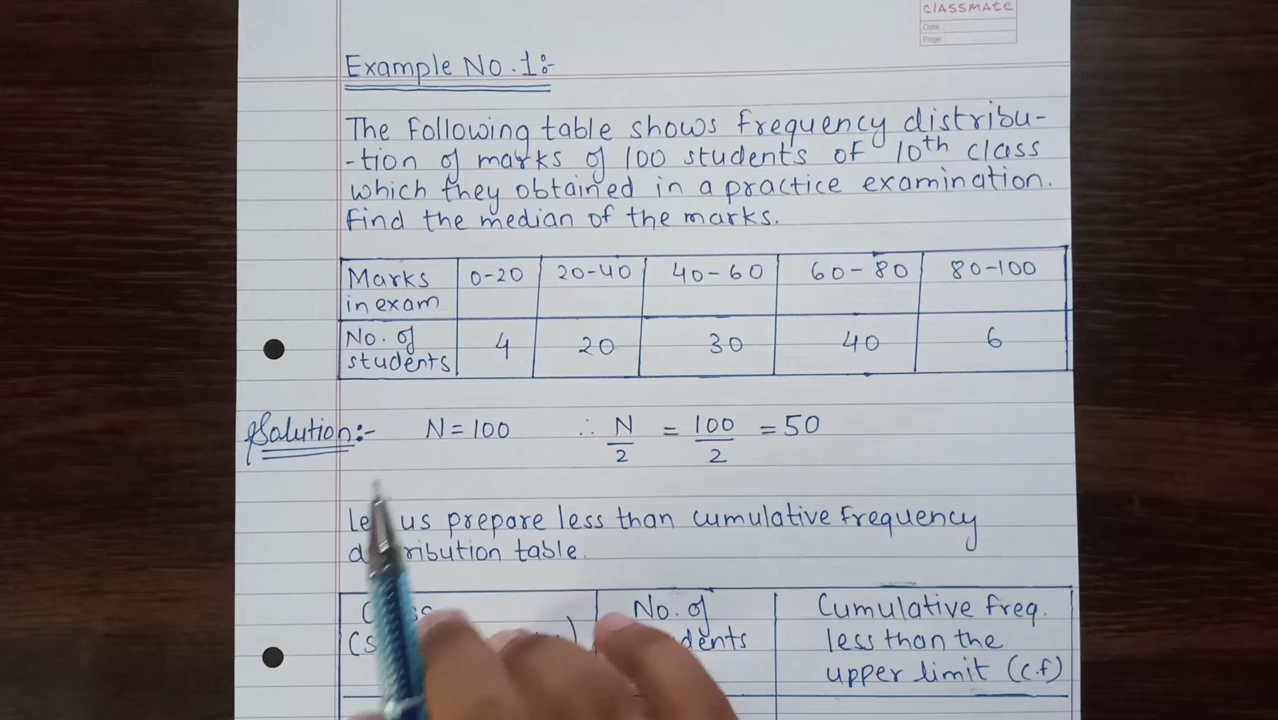 CLASSMATE
Date
Page
Example No. 1:-
The Following table shows frequency distribu-
-tion of marks of 100 students of 10th class
which they obtained in a practice examination.
Find the median of the marks.
Marks in exam 0-20 20-40 40-60 60-80 80-100
No. of students 4 20 30 40 6
Solution:- N = 100 ∴ N/2 = 100/2 = 50
us prepare less than cumulative frequency
table.
No. of Cumulative freq.
less than the
upper limit (c.f)